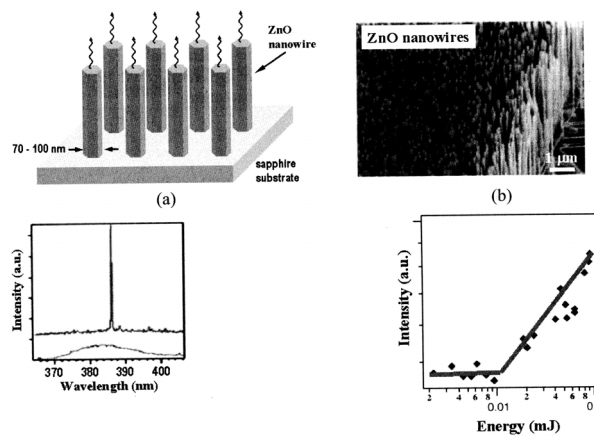 ZnO
nanowire
70 - 100 nm
sapphire
substrate
(a)
ZnO nanowires
1 µm
(b)
Intensity (a.u.)
370 380 390 400
Wavelength (nm)
Intensity (a.u.)
2 4 6 8 2 4 6 8
0.01 0
Energy (mJ)